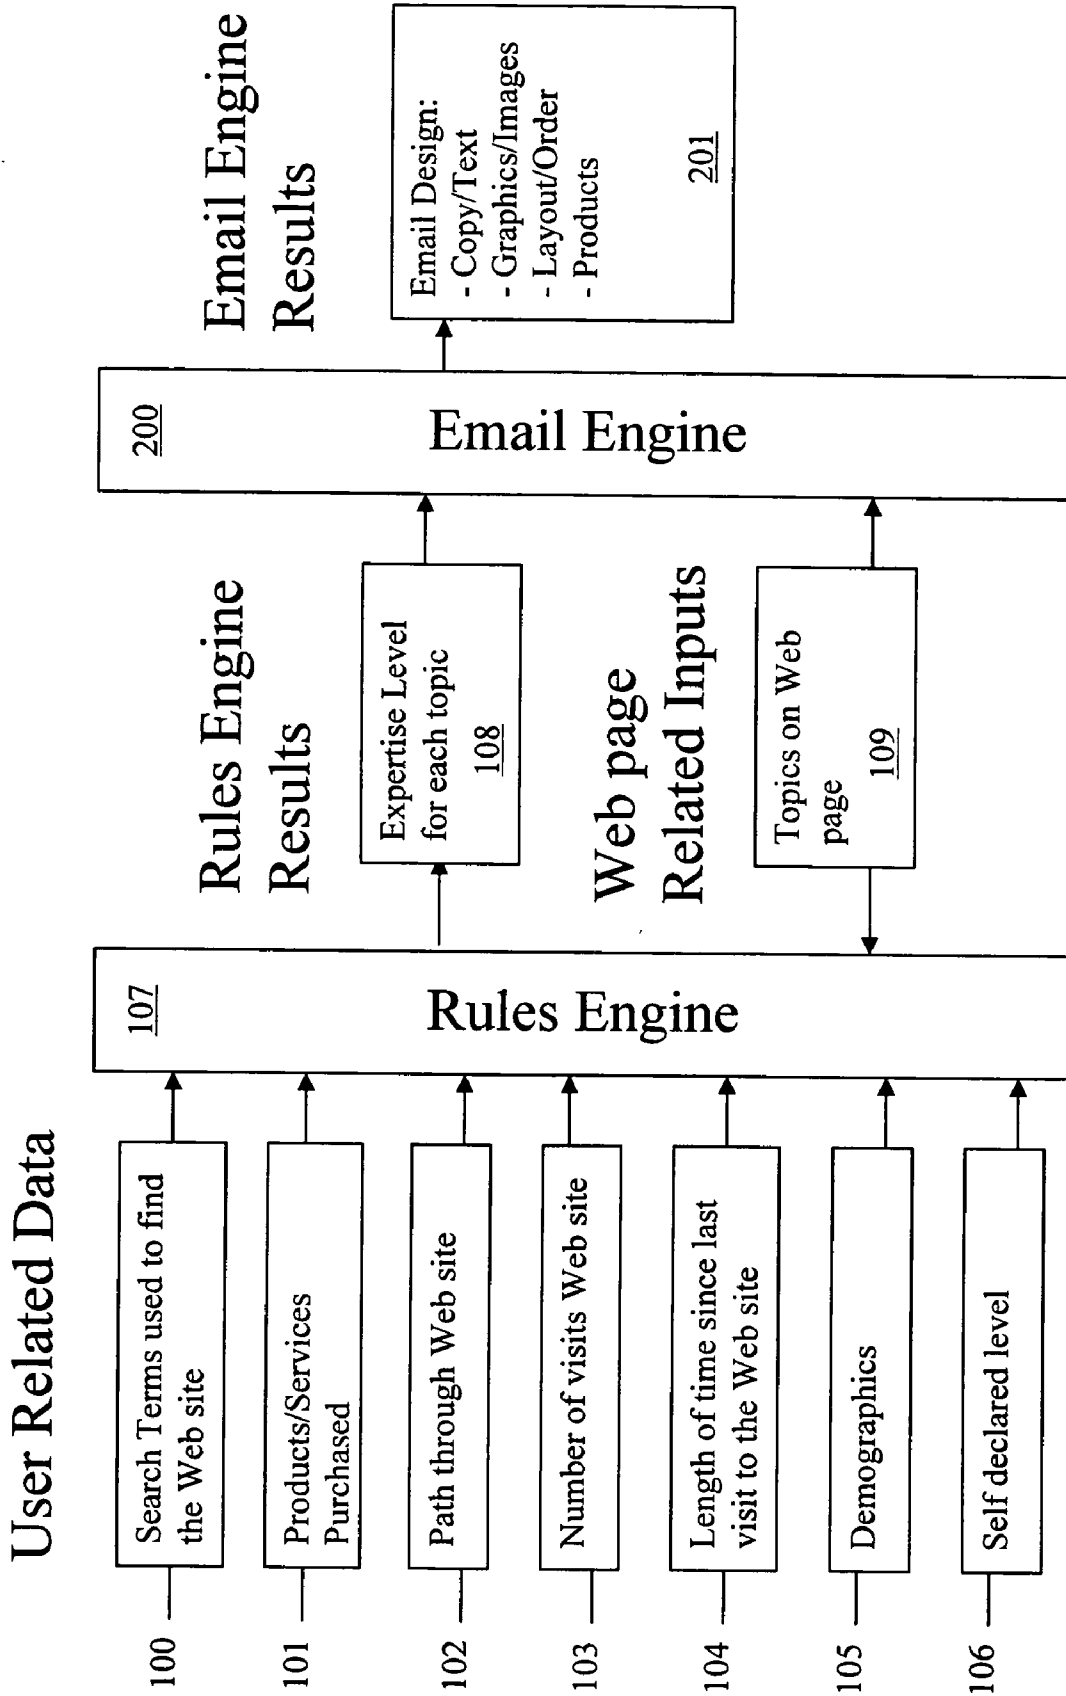 User Related Data
100
Search Terms used to find
the Web site
101
Products/Services
Purchased
102
Path through Web site
103
Number of visits Web site
104
Length of time since last
visit to the Web site
105
Demographics
106
Self declared level
107
Rules Engine
Rules Engine
Results
Expertise Level
for each topic
108
Web page
Related Inputs
Topics on Web
page
109
200
Email Engine
Email Engine
Results
Email Design:
- Copy/Text
- Graphics/Images
- Layout/Order
- Products
201